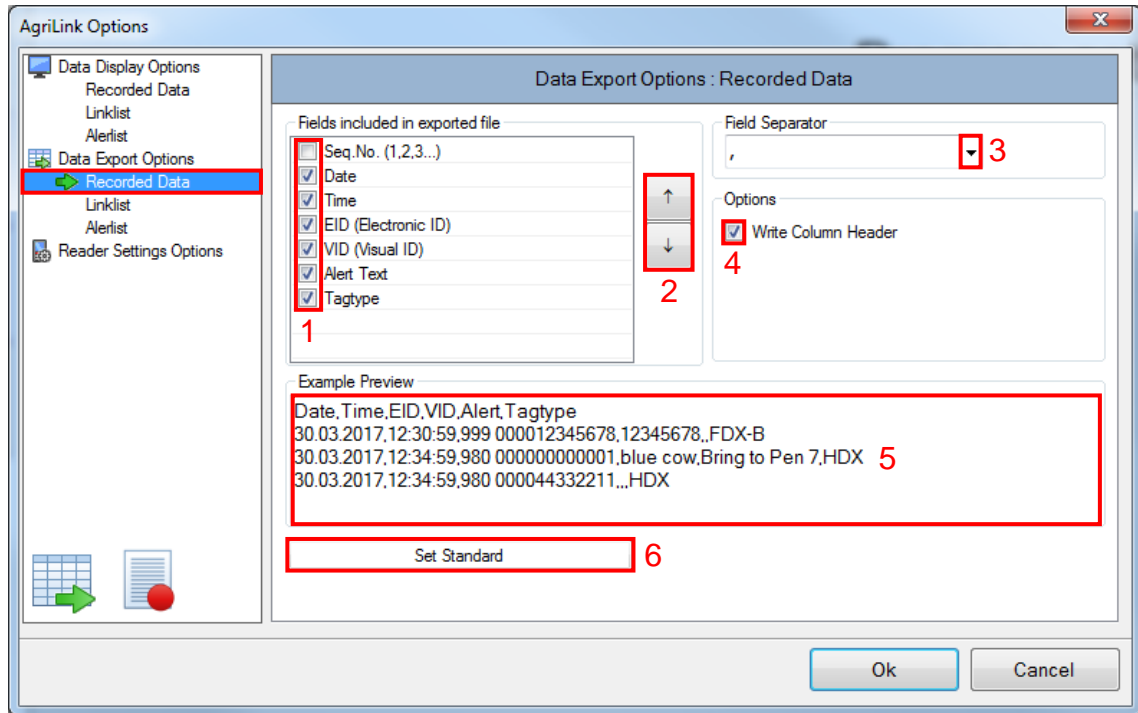 AgriLink Options
x
Data Display Options
Recorded Data
Linklist
Alertlist
Data Export Options
Recorded Data
Linklist
Alertlist
Reader Settings Options
Data Export Options : Recorded Data
Fields included in exported file
Seq.No. (1,2,3...)
Date
Time
EID (Electronic ID)
VID (Visual ID)
Alert Text
Tagtype
1
↑
↓
2
Field Separator
,
3
Options
Write Column Header
4
Example Preview
Date,Time,EID,VID,Alert,Tagtype
30.03.2017,12:30:59,999 000012345678,12345678,,FDX-B
30.03.2017,12:34:59,980 000000000001,blue cow,Bring to Pen 7,HDX
30.03.2017,12:34:59,980 000044332211,,,HDX
5
Set Standard
6
Ok
Cancel